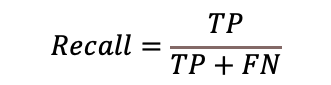 Recall = TP / (TP + FN)